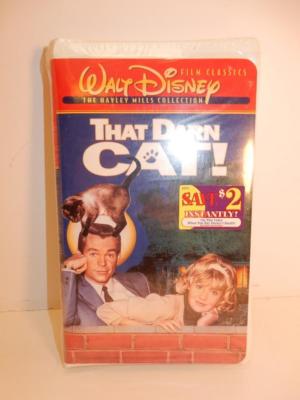 FILM CLASSICS
WALT DISNEY
THE HAYLEY MILLS COLLECTION
THAT DARN
CAT!
SAVE $2
INSTANTLY!